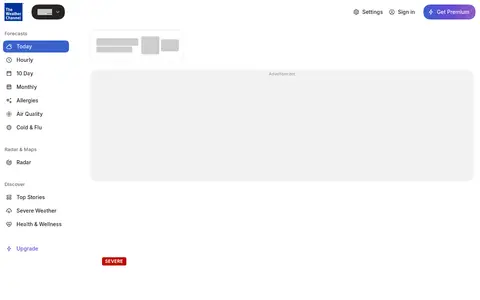 The
Weather
Channel
Settings
Sign in
Get Premium
Forecasts
Today
Hourly
10 Day
Monthly
Allergies
Air Quality
Cold & Flu
Radar & Maps
Radar
Discover
Top Stories
Severe Weather
Health & Wellness
Upgrade
Advertisement
SEVERE